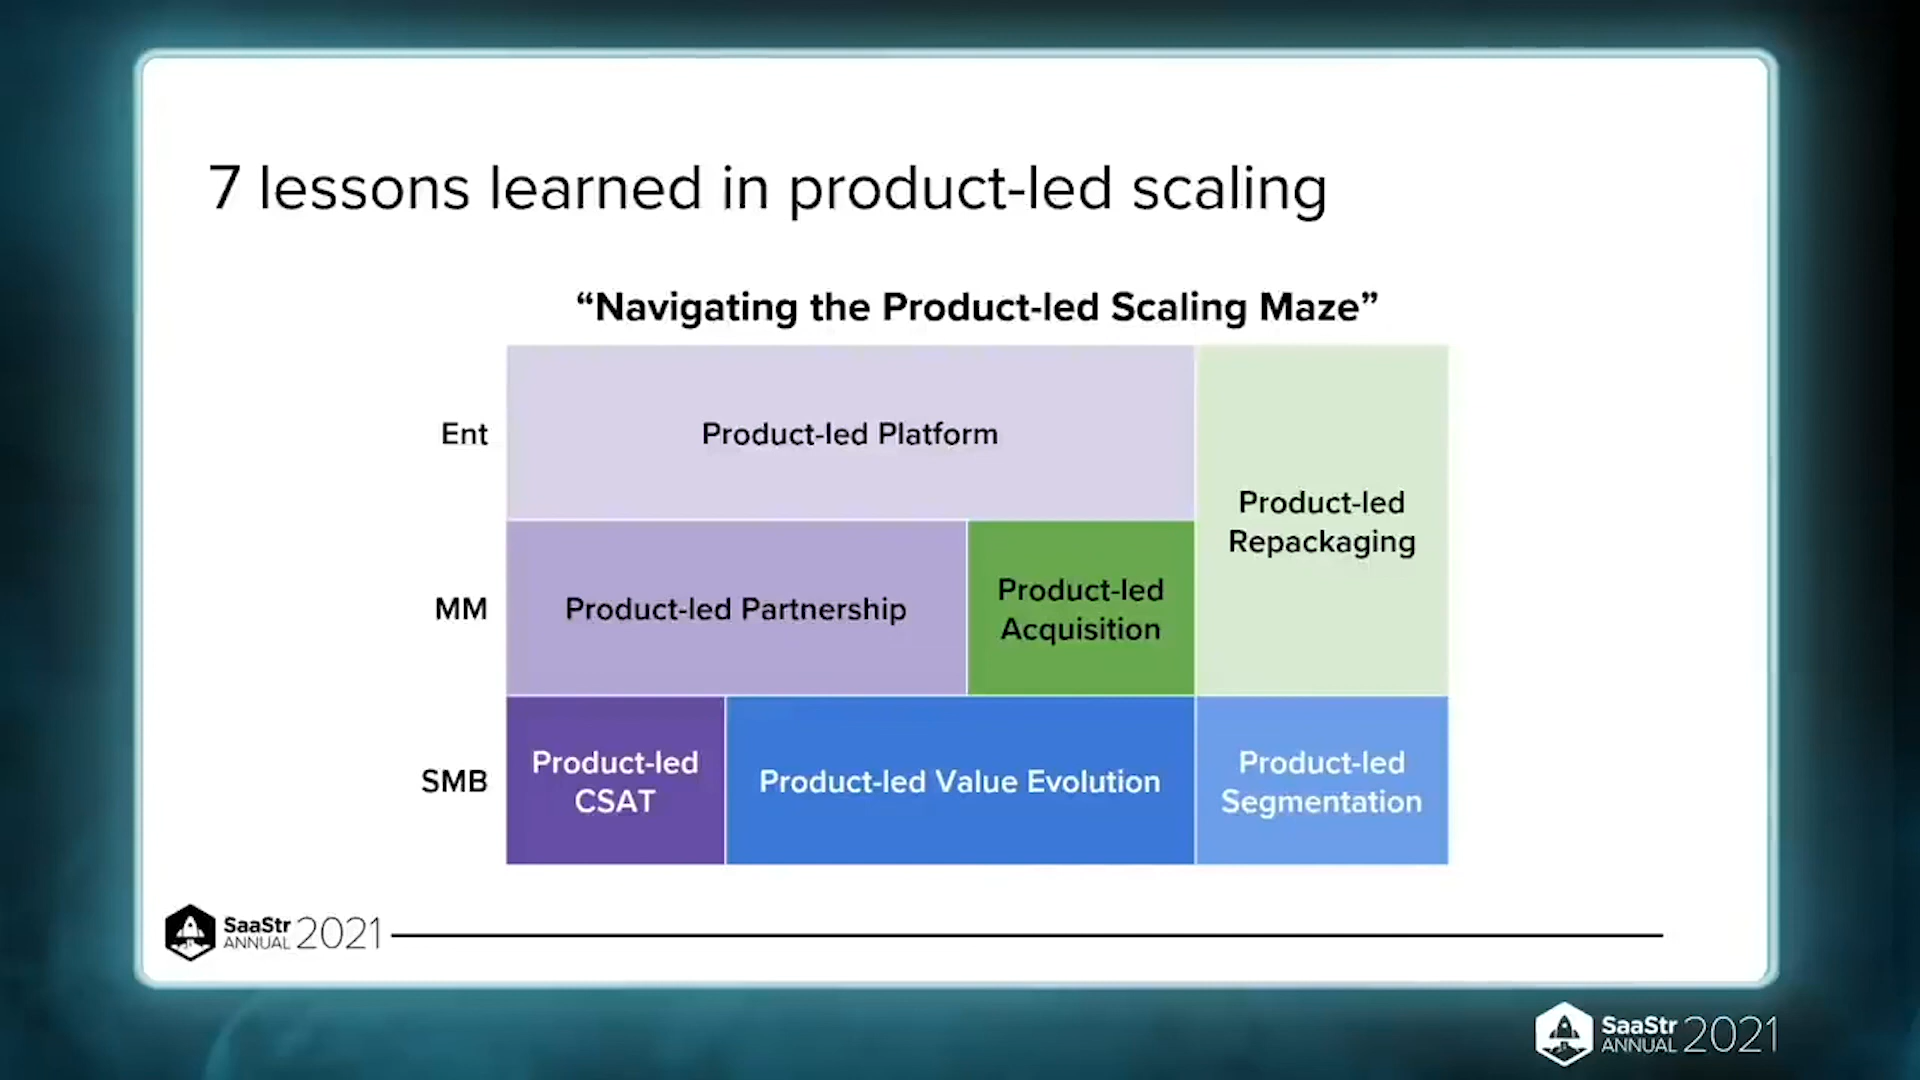 7 lessons learned in product-led scaling
“Navigating the Product-led Scaling Maze”
Ent
Product-led Platform
Product-led
Repackaging
MM
Product-led Partnership
Product-led
Acquisition
SMB
Product-led
CSAT
Product-led Value Evolution
Product-led
Segmentation
SaaStr
ANNUAL 2021
SaaStr
ANNUAL 2021